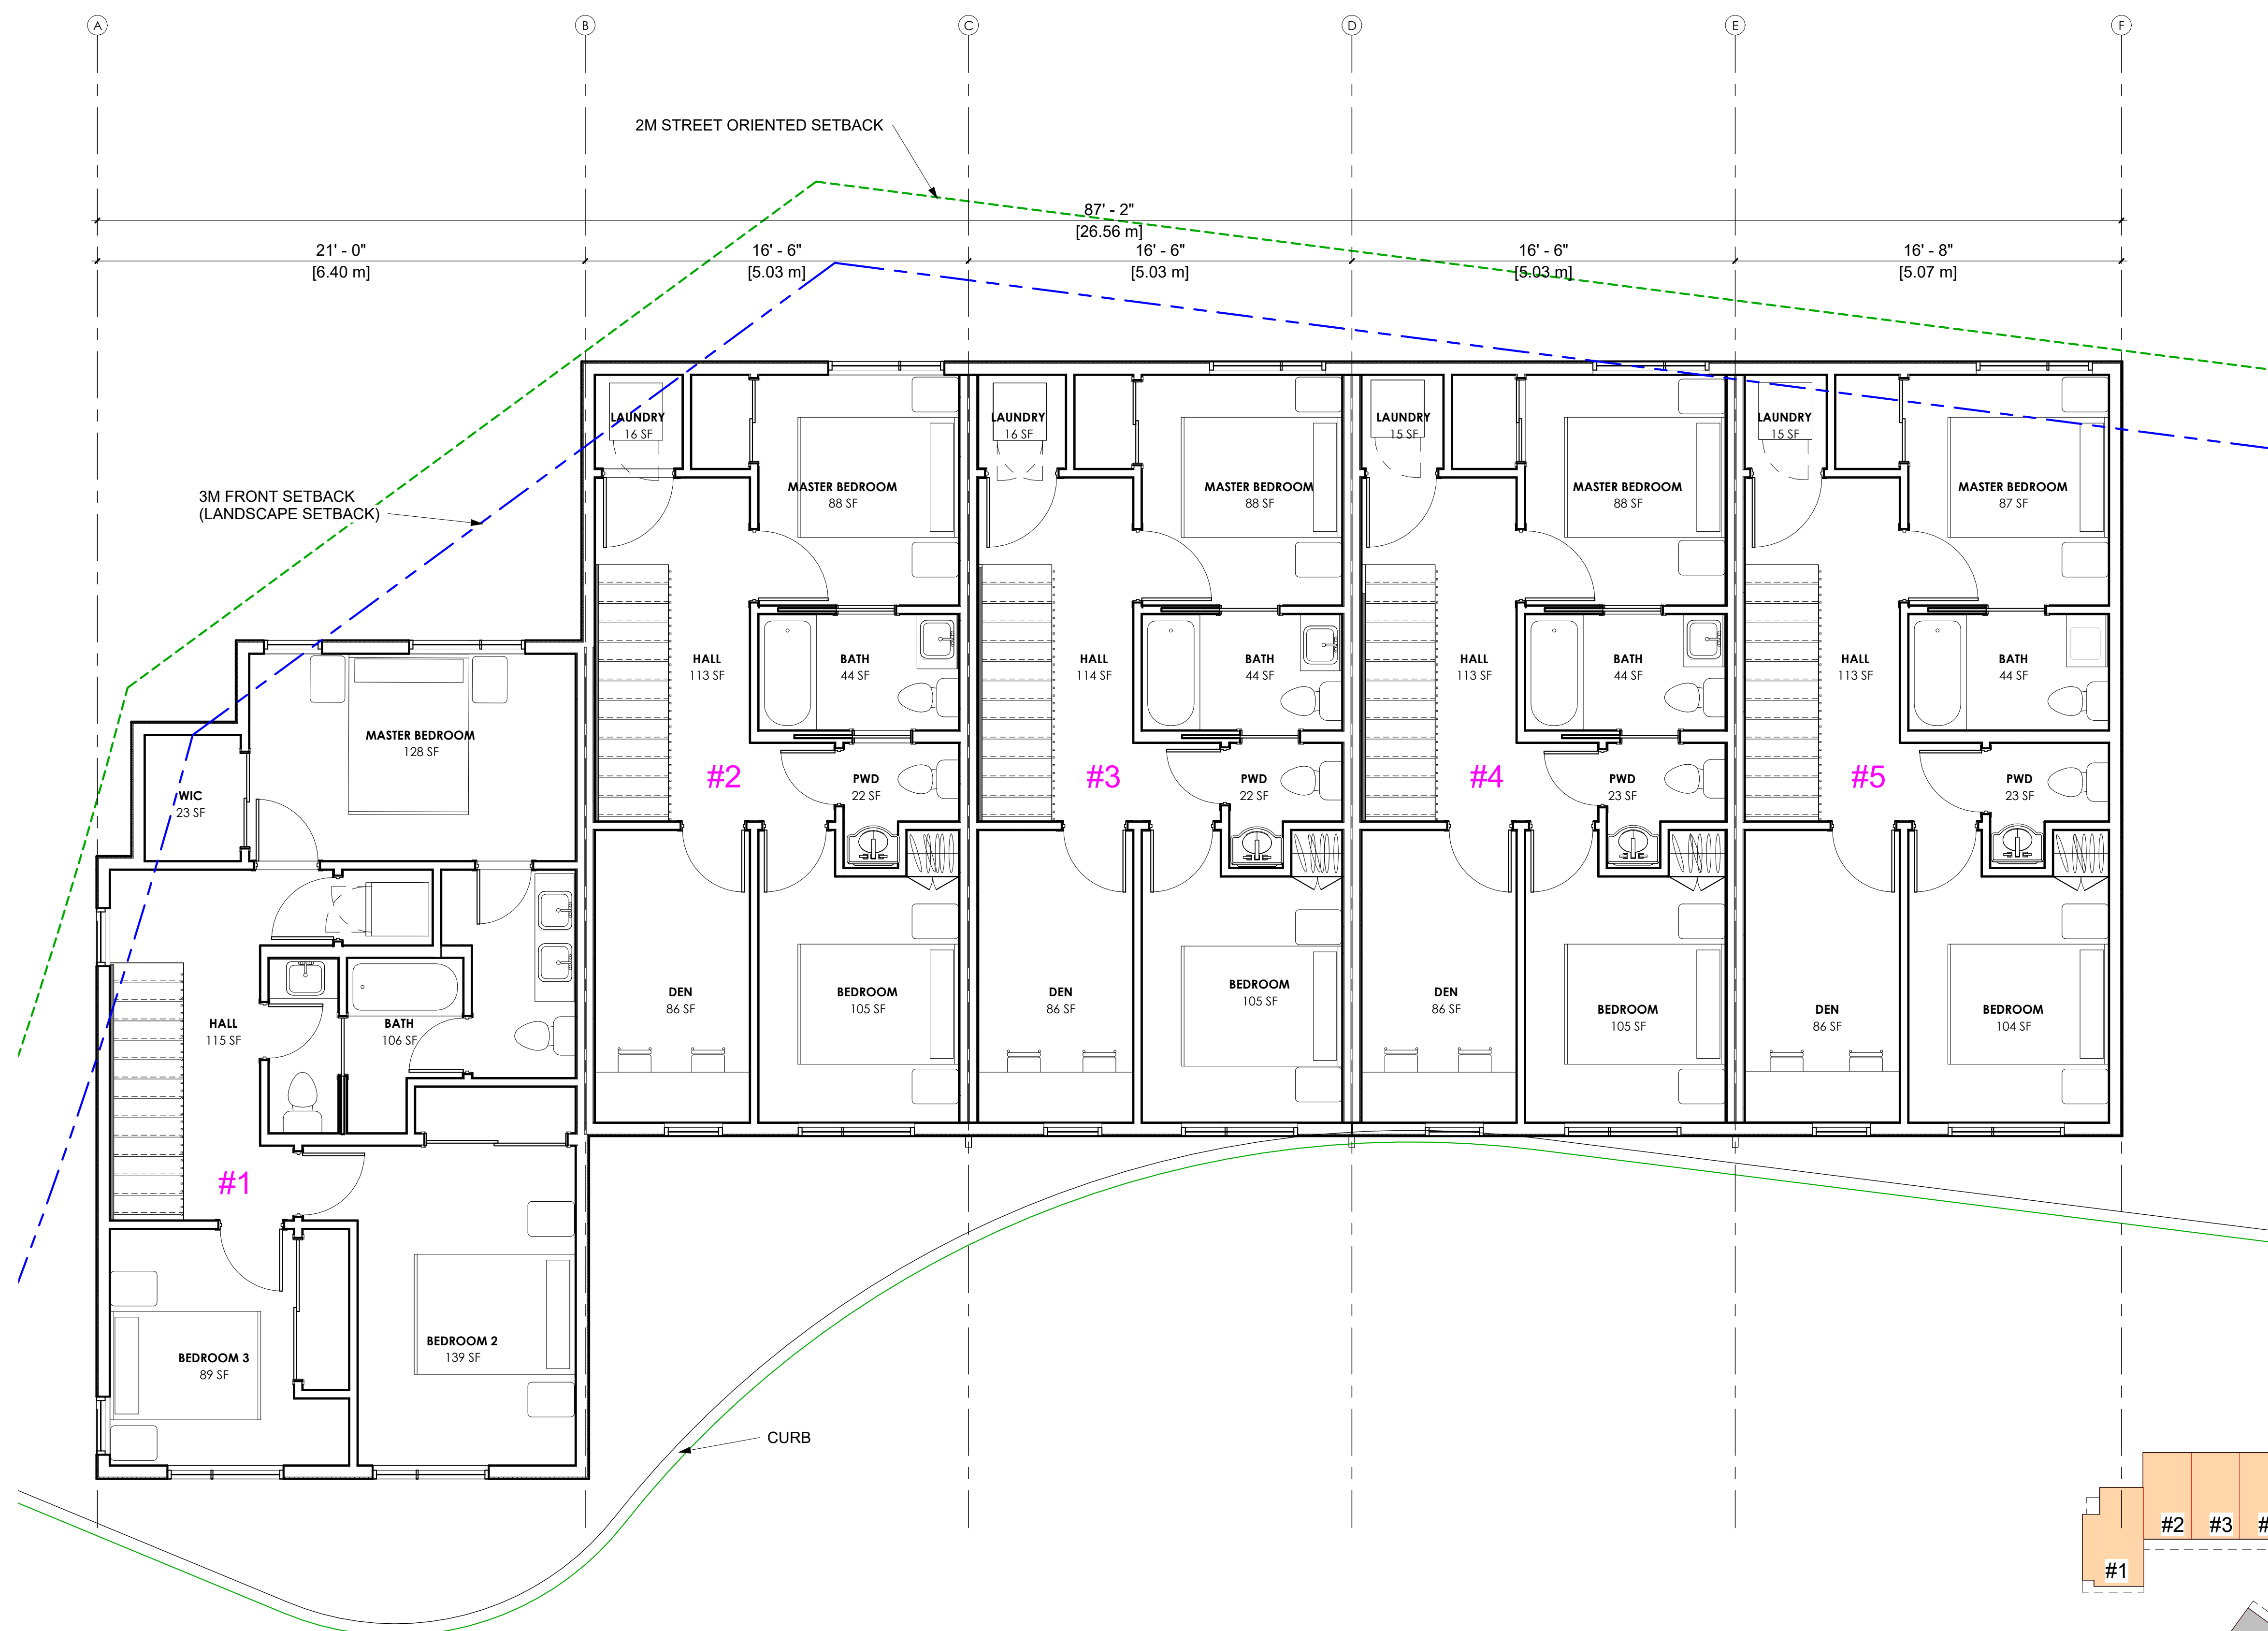 A B C D E F
2M STREET ORIENTED SETBACK
87' - 2"
[26.56 m]
21' - 0" 16' - 6" 16' - 6" 16' - 6" 16' - 8"
[6.40 m] [5.03 m] [5.03 m] [5.03 m] [5.07 m]
LAUNDRY LAUNDRY LAUNDRY LAUNDRY
16 SF 16 SF 15 SF 15 SF
MASTER BEDROOM MASTER BEDROOM MASTER BEDROOM MASTER BEDROOM
88 SF 88 SF 88 SF 87 SF
3M FRONT SETBACK
(LANDSCAPE SETBACK)
HALL BATH HALL BATH HALL BATH HALL BATH
113 SF 44 SF 114 SF 44 SF 113 SF 44 SF 113 SF 44 SF
MASTER BEDROOM
128 SF
#2 PWD #3 PWD #4 PWD #5 PWD
22 SF 22 SF 23 SF 23 SF
WIC
23 SF
DEN BEDROOM DEN BEDROOM DEN BEDROOM DEN BEDROOM
86 SF 105 SF 86 SF 105 SF 86 SF 105 SF 86 SF 104 SF
HALL BATH
115 SF 106 SF
#1
BEDROOM 2
139 SF
BEDROOM 3
89 SF
CURB
#2 #3 #
#1